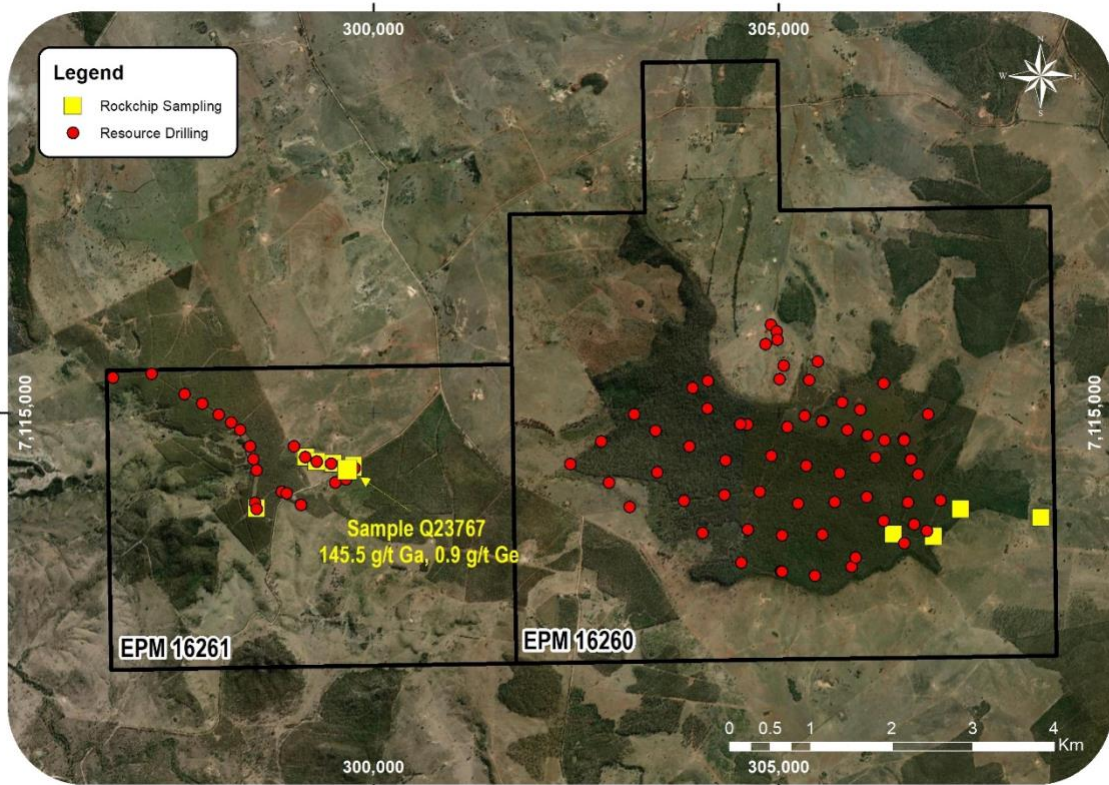 300,000
305,000
Legend
Rockchip Sampling
Resource Drilling
N
W
E
S
7,115,000
7,115,000
Sample Q23767
145.5 g/t Ga, 0.9 g/t Ge
EPM 16261
EPM 16260
0 0.5 1 2 3 4
Km
300,000
305,000